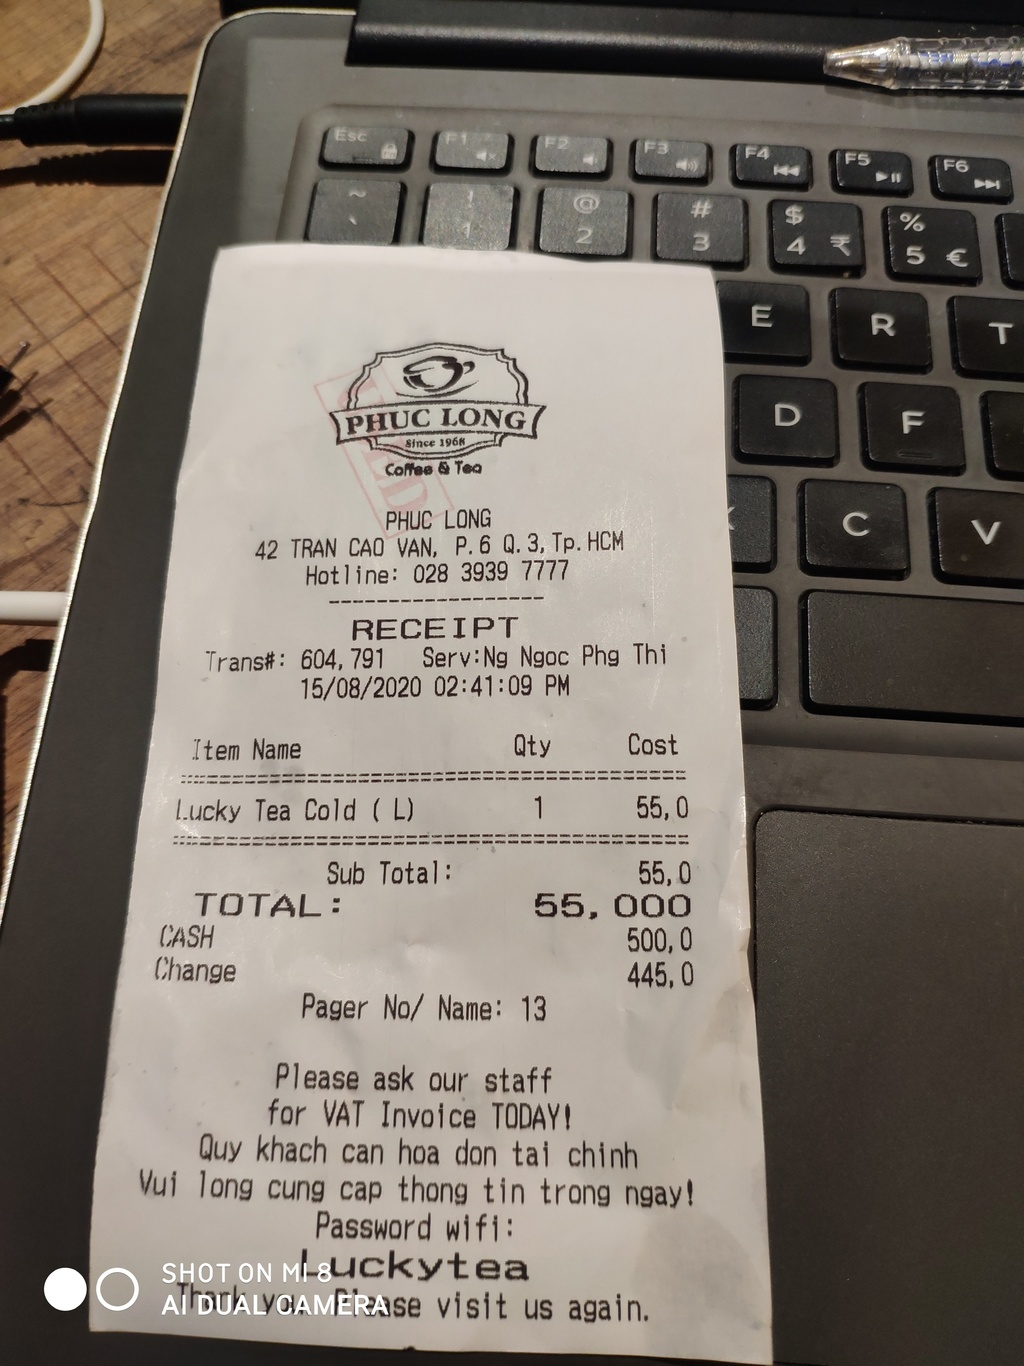 Esc F1 F2 F3 F4 F5 F6
~ ` ! 1 @ 2 # 3 $ 4 ₹ % 5 €
E R T
D F
C V
PHUC LONG
Since 1968
Coffee & Tea
PHUC LONG
42 TRAN CAO VAN, P.6 Q.3,Tp.HCM
Hotline: 028 3939 7777
------------------
RECEIPT
Trans#: 604,791 Serv:Ng Ngoc Phg Thi
15/08/2020 02:41:09 PM
Item Name Qty Cost
Lucky Tea Cold ( L) 1 55,0
Sub Total: 55,0
TOTAL: 55,000
CASH 500,0
Change 445,0
Pager No/ Name: 13
Please ask our staff
for VAT Invoice TODAY!
Quy khach can hoa don tai chinh
Vui long cung cap thong tin trong ngay!
Password wifi:
Luckytea
Thank you. Please visit us again.
SHOT ON MI 8
AI DUAL CAMERA